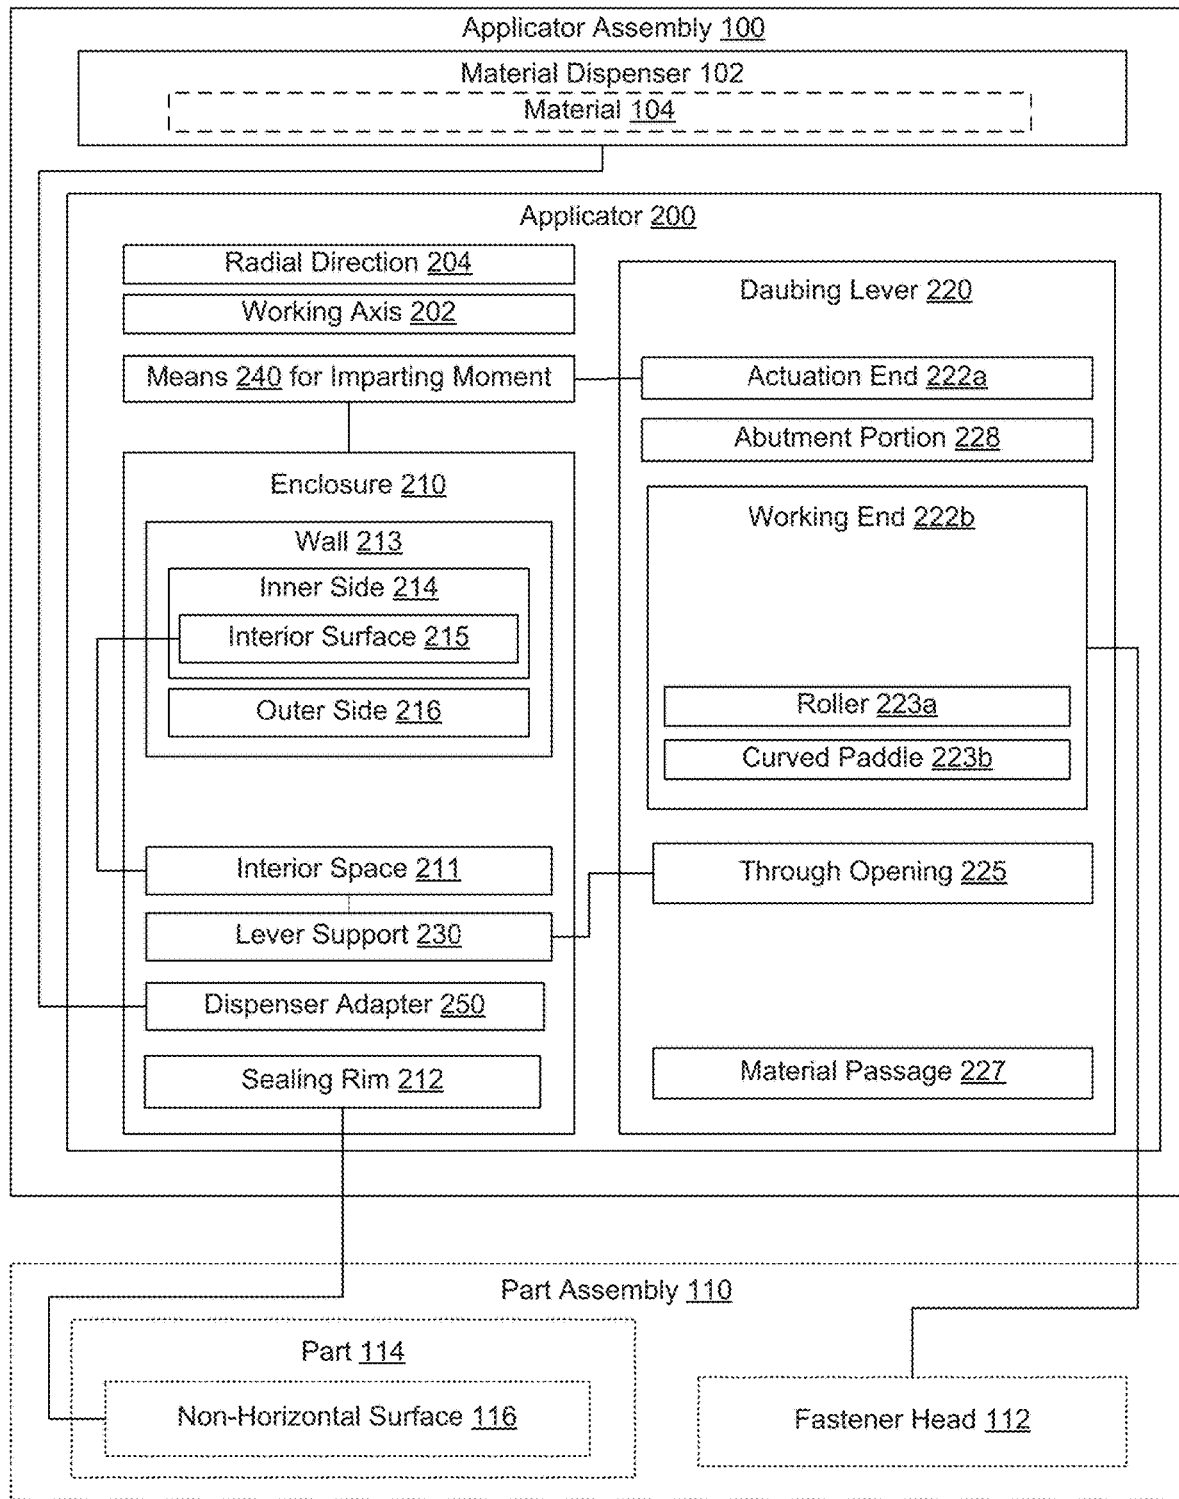 Applicator Assembly 100
Material Dispenser 102
Material 104
Applicator 200
Radial Direction 204
Working Axis 202
Means 240 for Imparting Moment
Enclosure 210
Wall 213
Inner Side 214
Interior Surface 215
Outer Side 216
Interior Space 211
Lever Support 230
Dispenser Adapter 250
Sealing Rim 212
Daubing Lever 220
Actuation End 222a
Abutment Portion 228
Working End 222b
Roller 223a
Curved Paddle 223b
Through Opening 225
Material Passage 227
Part Assembly 110
Part 114
Non-Horizontal Surface 116
Fastener Head 112